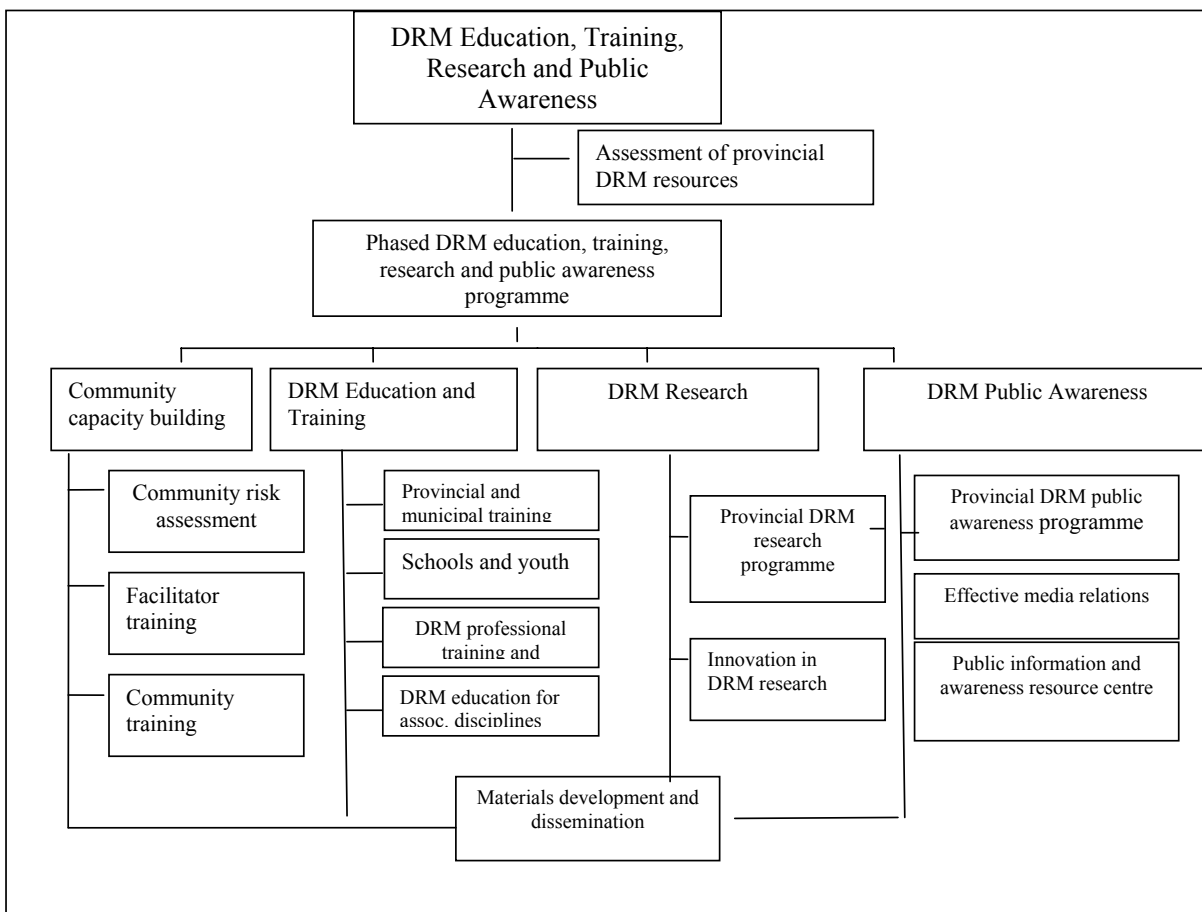 DRM Education, Training,
Research and Public
Awareness
Assessment of provincial
DRM resources
Phased DRM education, training,
research and public awareness
programme
Community
capacity building
DRM Education and
Training
DRM Research
DRM Public Awareness
Community risk
assessment
Facilitator
training
Community
training
Provincial and
municipal training
Schools and youth
DRM professional
training and
DRM education for
assoc. disciplines
Provincial DRM
research
programme
Innovation in
DRM research
Provincial DRM public
awareness programme
Effective media relations
Public information and
awareness resource centre
Materials development and
dissemination